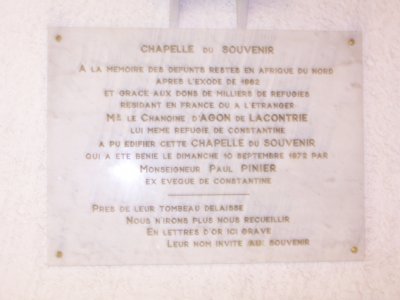 CHAPELLE DU SOUVENIR
A LA MEMOIRE DES DEFUNTS RESTES EN AFRIQUE DU NORD
APRES L'EXODE DE 1962
ET GRACE AUX DONS DE MILLIERS DE REFUGIES
RESIDANT EN FRANCE OU A L'ETRANGER
MR LE CHANOINE D'AGON DE LACONTRIE
LUI MEME REFUGIE DE CONSTANTINE
A PU EDIFIER CETTE CHAPELLE DU SOUVENIR
QUI A ETE BENIE LE DIMANCHE 10 SEPTEMBRE 1972 PAR
MONSEIGNEUR PAUL PINIER
EX EVEQUE DE CONSTANTINE
PRES DE LEUR TOMBEAU DELAISSE
NOUS N'IRONS PLUS NOUS RECUEILLIR
EN LETTRES D'OR ICI GRAVE
LEUR NOM INVITE AU SOUVENIR